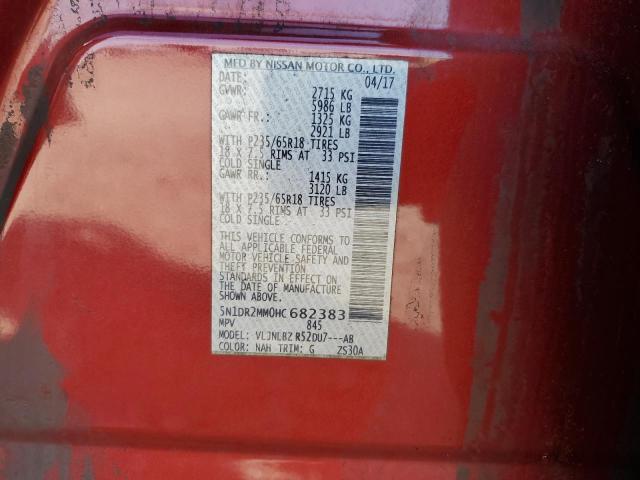 MFD BY NISSAN MOTOR CO., LTD.
DATE: 04/17
GVWR: 2715 KG
5986 LB
GAWR FR.: 1325 KG
2921 LB
WITH P235/65R18 TIRES
18 X 7.5 RIMS AT 33 PSI
COLD SINGLE
GAWR RR.: 1415 KG
3120 LB
WITH P235/65R18 TIRES
18 X 7.5 RIMS AT 33 PSI
COLD SINGLE
THIS VEHICLE CONFORMS TO
ALL APPLICABLE FEDERAL
MOTOR VEHICLE SAFETY AND
THEFT PREVENTION
STANDARDS IN EFFECT ON
THE DATE OF MANUFACTURE
SHOWN ABOVE.
5N1DR2MM0HC682383
MPV 845
MODEL: VLJNLBZ R52DU7---AB
COLOR: NAH TRIM: G ZS30A